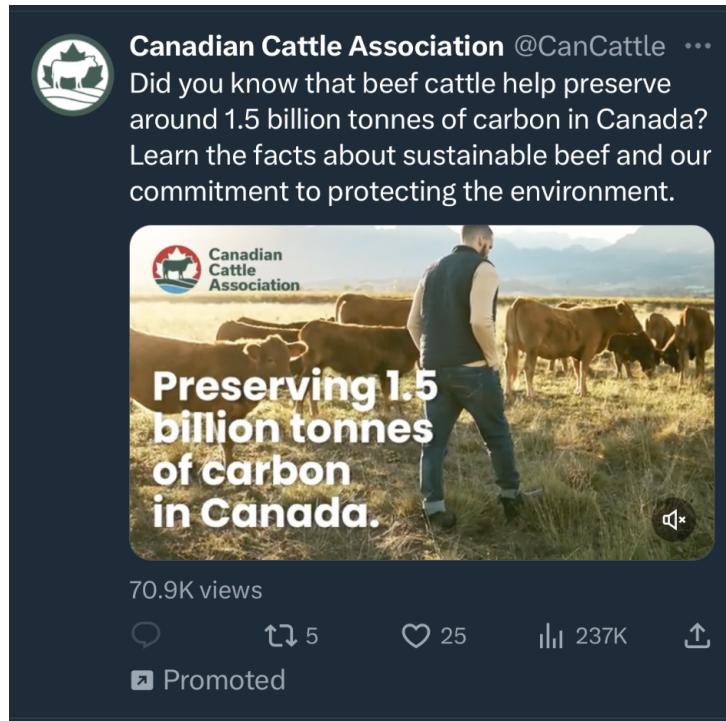 Canadian Cattle Association @CanCattle ...
Did you know that beef cattle help preserve
around 1.5 billion tonnes of carbon in Canada?
Learn the facts about sustainable beef and our
commitment to protecting the environment.
Canadian
Cattle
Association
Preserving 1.5
billion tonnes
of carbon
in Canada.
70.9K views
5 25 237K
Promoted